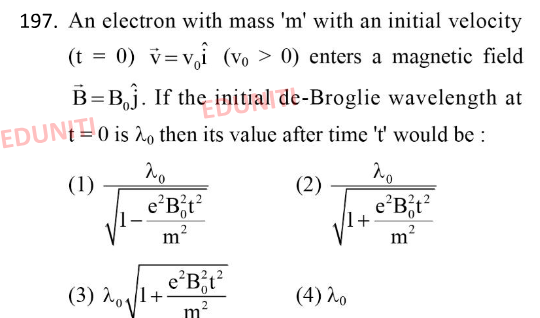 197. An electron with mass 'm' with an initial velocity
(t = 0) v⃗ = v₀î (v₀ > 0) enters a magnetic field
B⃗ = B₀ĵ. If the initial de-Broglie wavelength at
t = 0 is λ₀ then its value after time 't' would be :
EDUNITI
EDUNITI
(1) λ₀ / √(1 − e²B₀²t²/m²) (2) λ₀ / √(1 + e²B₀²t²/m²)
(3) λ₀√(1 + e²B₀²t²/m²) (4) λ₀